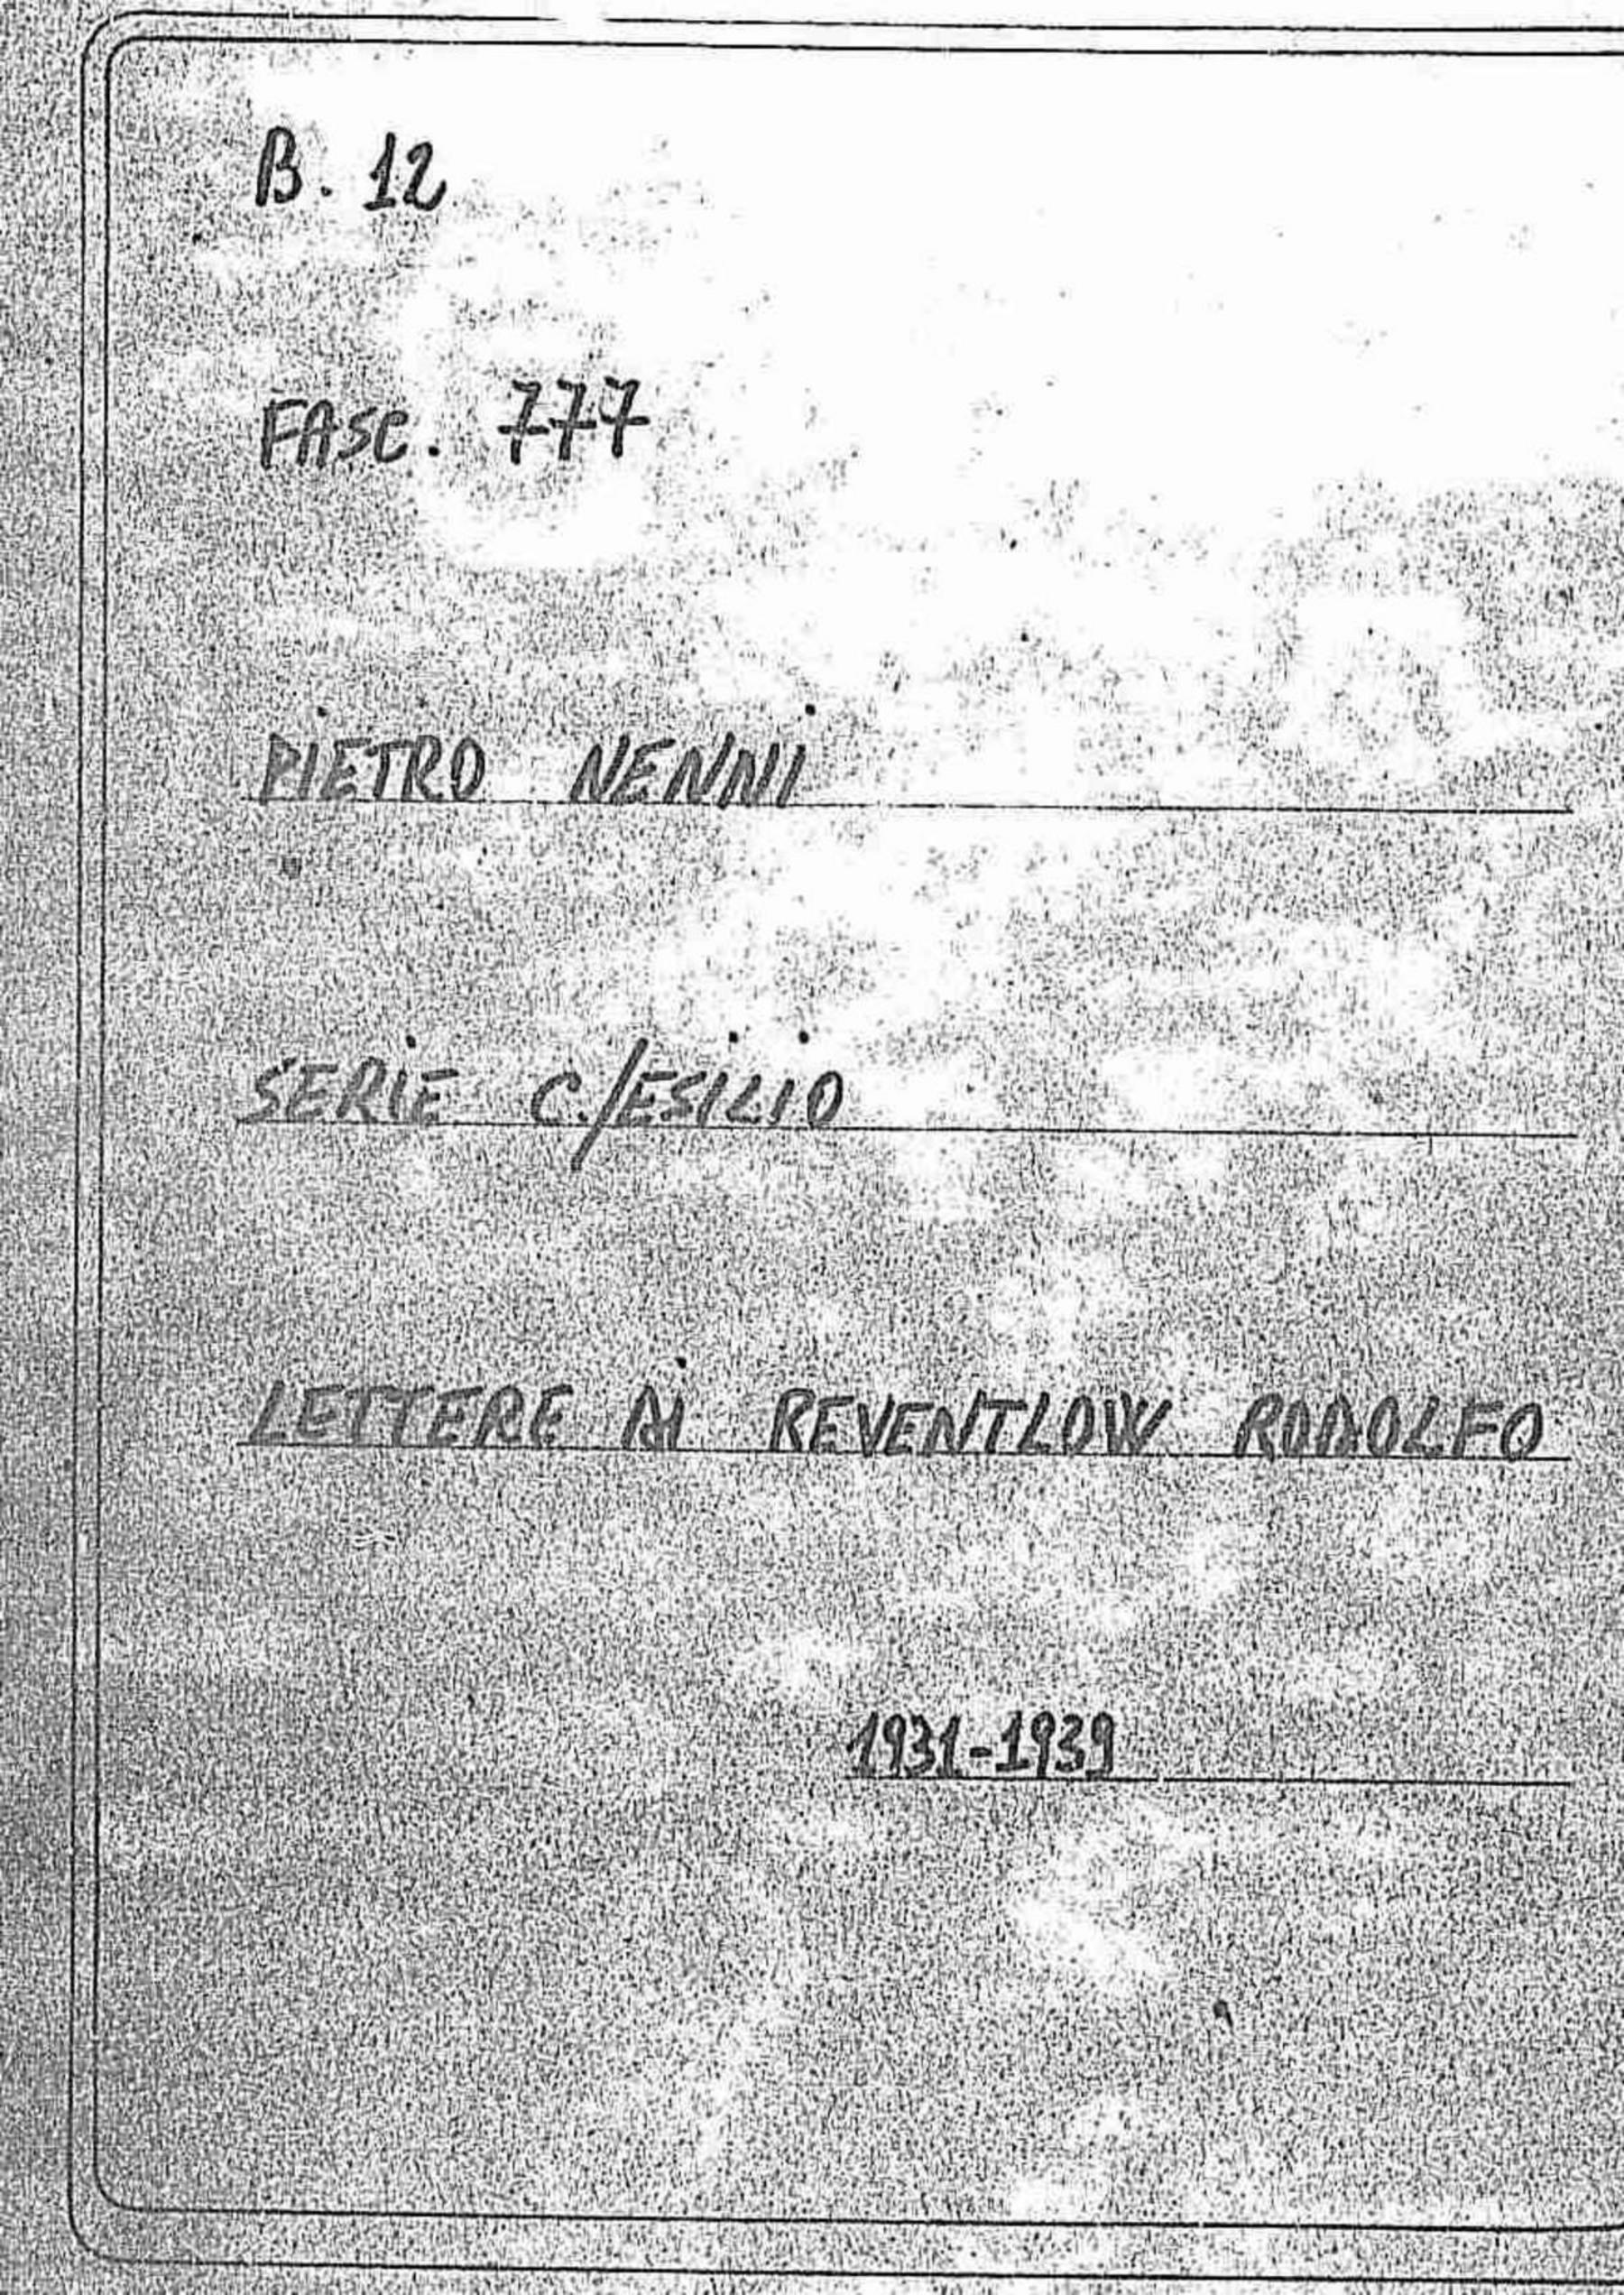 B. 12
FASC. 777
PIETRO NENNI
SERIE C./ESILIO
LETTERE DI REVENTLOW RODOLFO
1931-1939